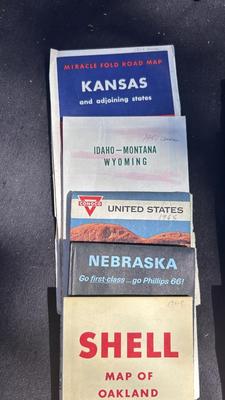 MIRACLE FOLD ROAD MAP
KANSAS
and adjoining states
IDAHO—MONTANA
WYOMING
CONOCO
UNITED STATES
1965
NEBRASKA
Go first-class...go Phillips 66!
SHELL
MAP OF
OAKLAND